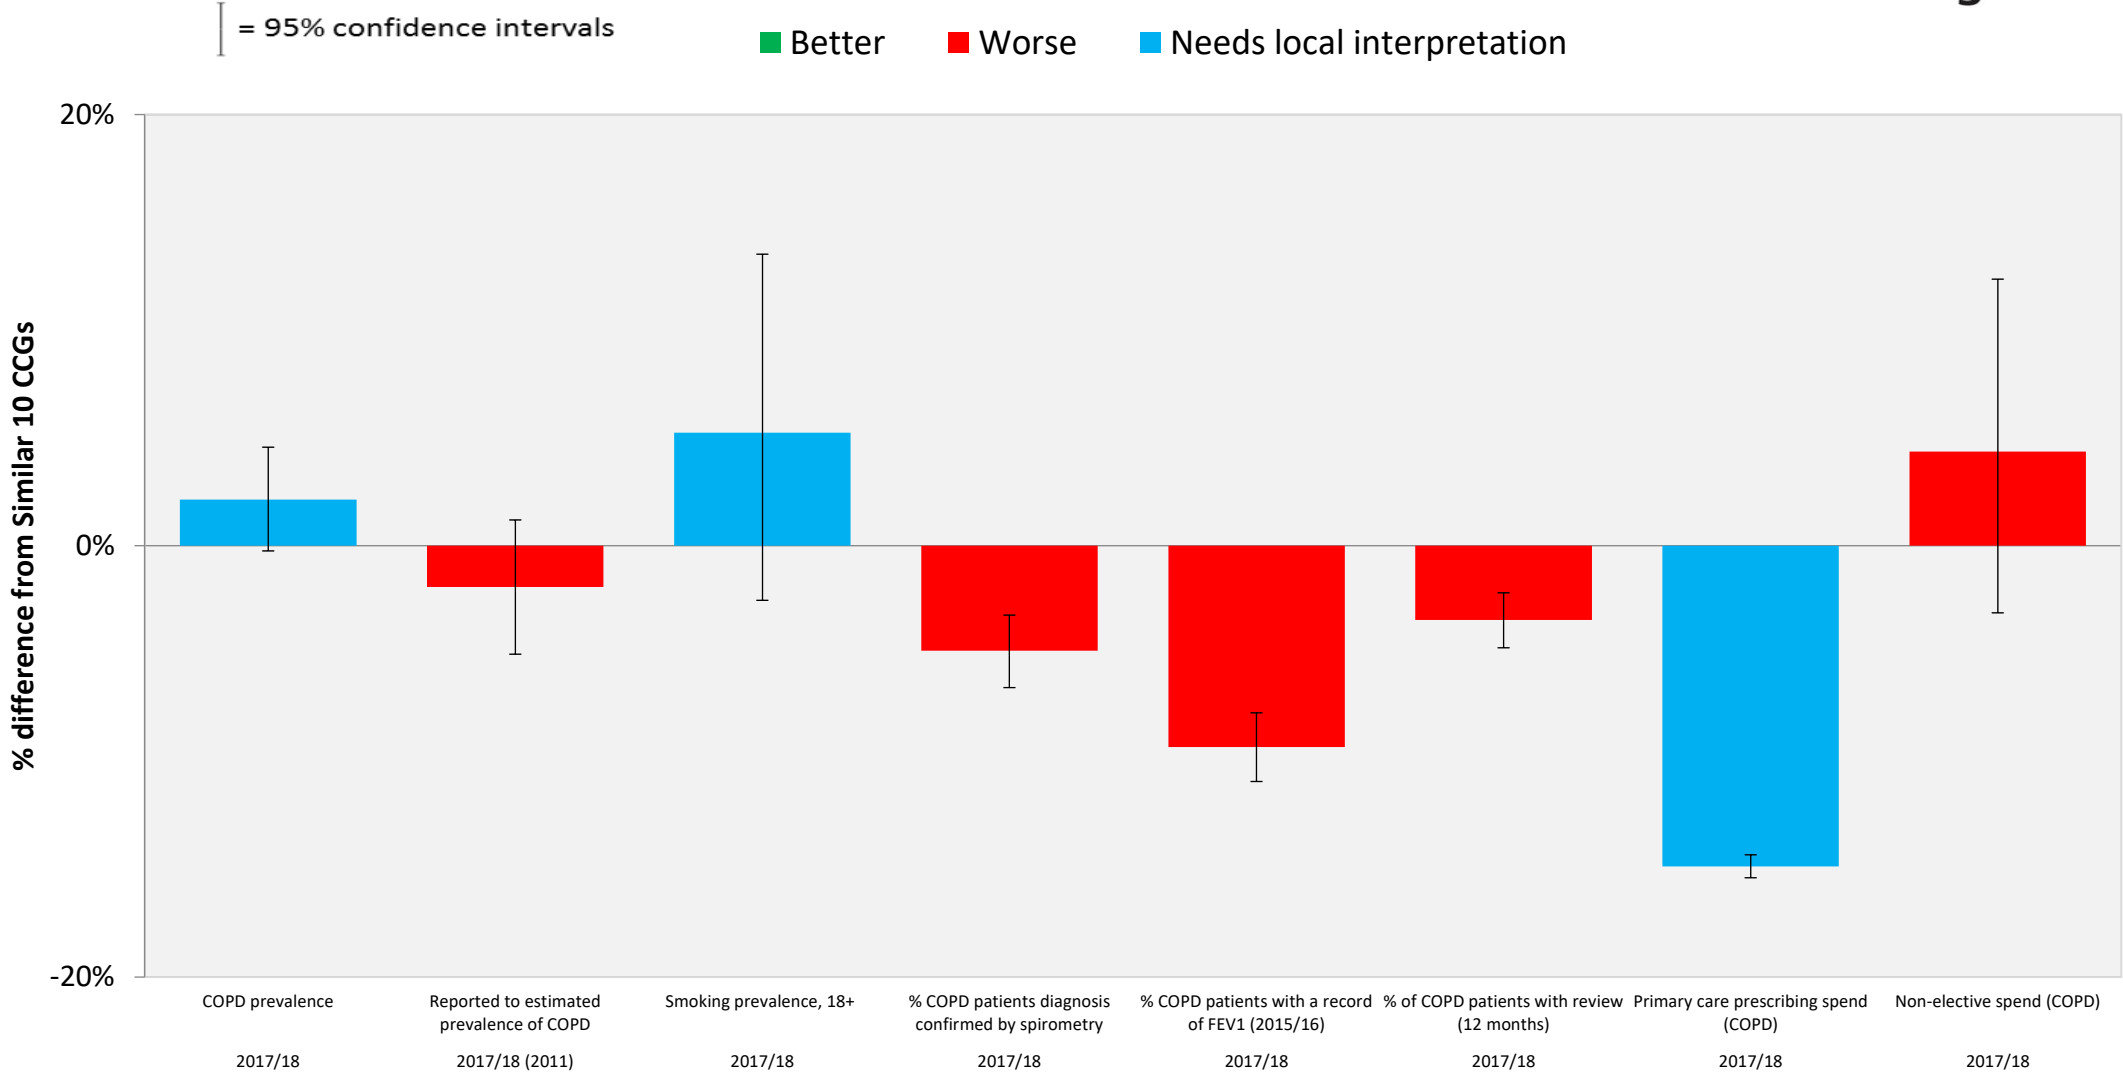 = 95% confidence intervals
Better Worse Needs local interpretation
20%
0%
-20%
% difference from Similar 10 CCGs
COPD prevalence
2017/18
Reported to estimated
prevalence of COPD
2017/18 (2011)
Smoking prevalence, 18+
2017/18
% COPD patients diagnosis
confirmed by spirometry
2017/18
% COPD patients with a record
of FEV1 (2015/16)
2017/18
% of COPD patients with review
(12 months)
2017/18
Primary care prescribing spend
(COPD)
2017/18
Non-elective spend (COPD)
2017/18